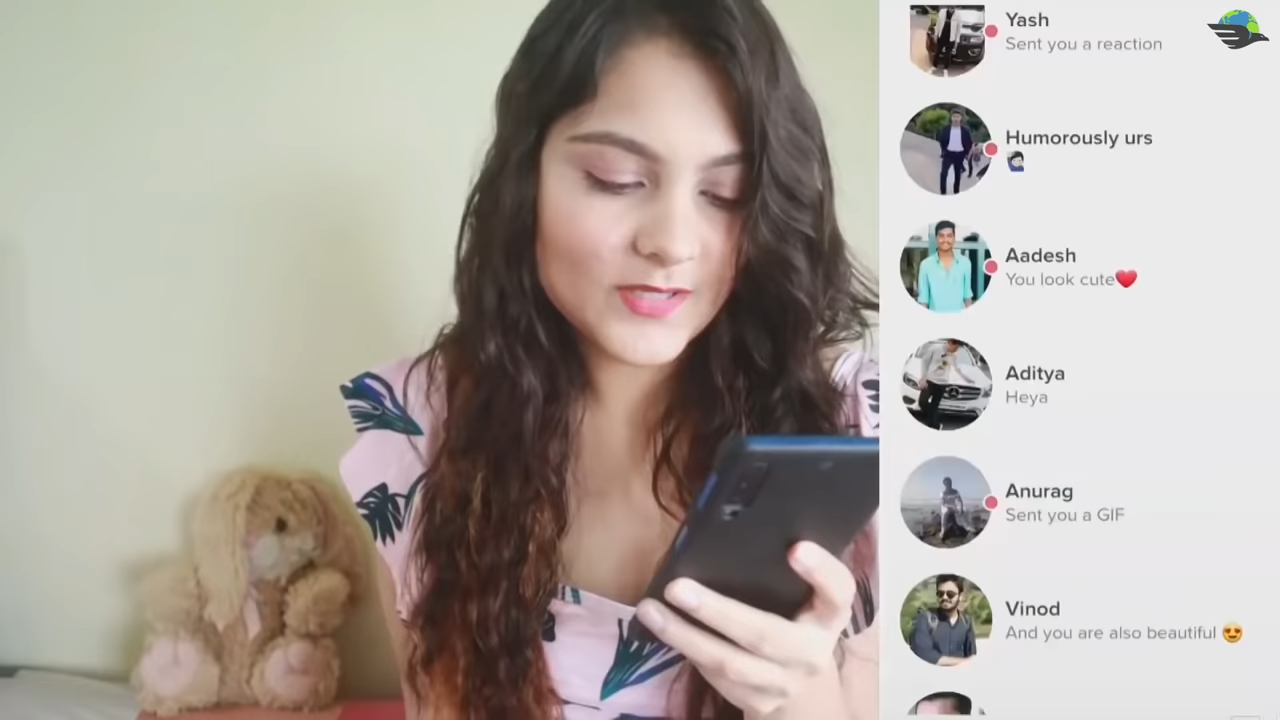 Yash
Sent you a reaction
Humorously urs
Aadesh
You look cute❤️
Aditya
Heya
Anurag
Sent you a GIF
Vinod
And you are also beautiful 😍